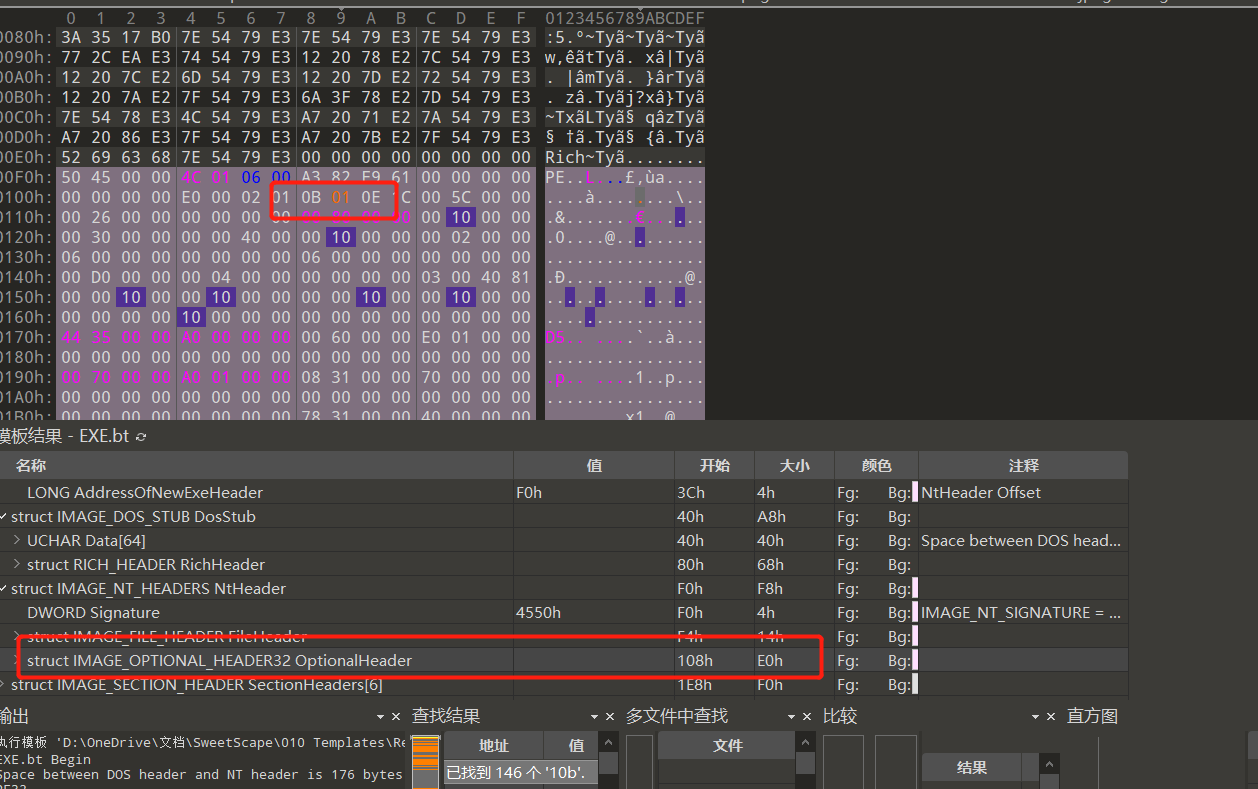 0 1 2 3 4 5 6 7 8 9 A B C D E F 0123456789ABCDEF
0080h: 3A 35 17 B0 7E 54 79 E3 7E 54 79 E3 7E 54 79 E3 :5.°~Tyã~Tyã~Tyã
0090h: 77 2C EA E3 74 54 79 E3 12 20 78 E2 7C 54 79 E3 w,êãtTyã. xâ|Tyã
00A0h: 12 20 7C E2 6D 54 79 E3 12 20 7D E2 72 54 79 E3 . |âmTyã. }ârTyã
00B0h: 12 20 7A E2 7F 54 79 E3 6A 3F 78 E2 7D 54 79 E3 . zâ.Tyãj?xâ}Tyã
00C0h: 7E 54 78 E3 4C 54 79 E3 A7 20 71 E2 7A 54 79 E3 ~TxãLTyã§ qâzTyã
00D0h: A7 20 86 E3 7F 54 79 E3 A7 20 7B E2 7F 54 79 E3 § †ã.Tyã§ {â.Tyã
00E0h: 52 69 63 68 7E 54 79 E3 00 00 00 00 00 00 00 00 Rich~Tyã........
00F0h: 50 45 00 00 4C 01 06 00 A3 82 F9 61 00 00 00 00 PE..L...£‚ùa....
0100h: 00 00 00 00 E0 00 02 01 0B 01 0E 1C 00 5C 00 00 ....à........\..
0110h: 00 26 00 00 00 00 00 00 10 00 .&......€....
0120h: 00 30 00 00 00 00 40 00 00 10 00 00 00 02 00 00 .0....@.........
0130h: 06 00 00 00 00 00 00 00 06 00 00 00 00 00 00 00 ................
0140h: 00 D0 00 00 00 04 00 00 00 00 00 00 03 00 40 81 .Ð............@.
0150h: 00 00 10 00 00 10 00 00 00 00 10 00 00 10 00 00 ................
0160h: 00 00 00 00 10 00 00 00 00 00 00 00 00 00 00 00 ................
0170h: 44 35 00 00 A0 00 00 00 00 60 00 00 E0 01 00 00 D5.. ....`..à...
0180h: 00 00 00 00 00 00 00 00 00 00 00 00 00 00 00 00 ................
0190h: 00 70 00 00 A0 01 00 00 08 31 00 00 70 00 00 00 .p.. ....1..p...
01A0h: 00 00 00 00 00 00 00 00 00 00 00 00 00 00 00 00 ................
01B0h: 00 00 00 00 00 00 00 00 78 31 00 00 40 00 00 00 ........x1..@...
模板结果 - EXE.bt
名称 值 开始 大小 颜色 注释
LONG AddressOfNewExeHeader F0h 3Ch 4h Fg: Bg: NtHeader Offset
struct IMAGE_DOS_STUB DosStub 40h A8h Fg: Bg:
UCHAR Data[64] 40h 40h Fg: Bg: Space between DOS head...
struct RICH_HEADER RichHeader 80h 68h Fg: Bg:
struct IMAGE_NT_HEADERS NtHeader F0h F8h Fg: Bg:
DWORD Signature 4550h F0h 4h Fg: Bg: IMAGE_NT_SIGNATURE = ...
struct IMAGE_FILE_HEADER FileHeader F4h 14h Fg: Bg:
struct IMAGE_OPTIONAL_HEADER32 OptionalHeader 108h E0h Fg: Bg:
struct IMAGE_SECTION_HEADER SectionHeaders[6] 1E8h F0h Fg: Bg:
输出 查找结果 多文件中查找 比较 直方图
执行模板 'D:\OneDrive\文档\SweetScape\010 Templates\Re
EXE.bt Begin
Space between DOS header and NT header is 176 bytes
PE32
地址 值
已找到 146 个 '10b'.
文件
结果